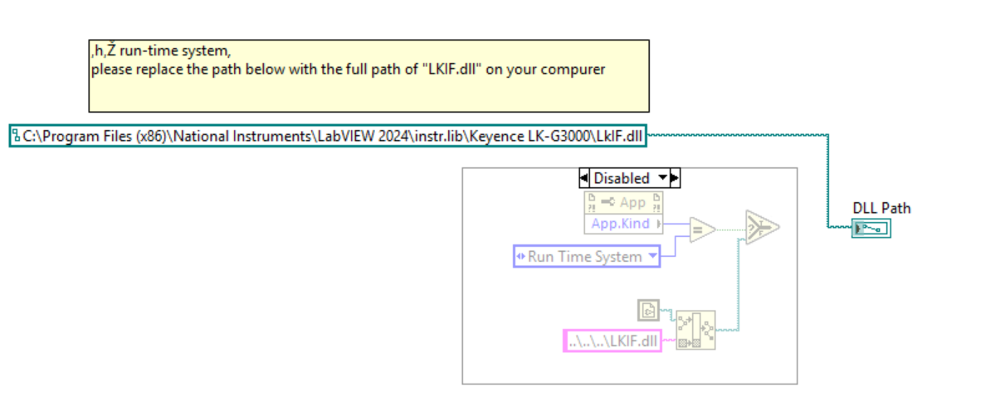 ,h,Ž run-time system,
please replace the path below with the full path of "LKIF.dll" on your compurer
C:\Program Files (x86)\National Instruments\LabVIEW 2024\instr.lib\Keyence LK-G3000\LkIF.dll
Disabled
App
App.Kind
DLL Path
Run Time System
..\..\..\LKIF.dll